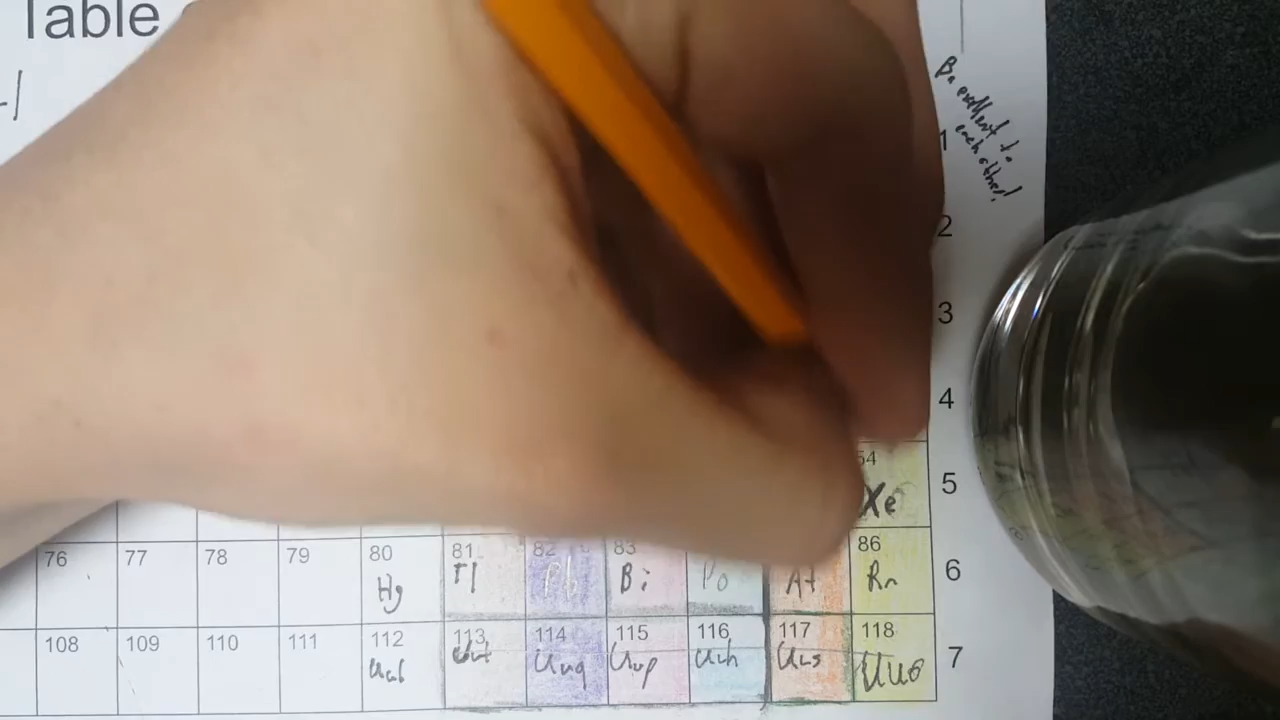 Table
Be excellent to
each other!
1
2
3
4
54
Xe
5
76 77 78 79 80 81 82 83 86
Hg Tl Pb Bi Po At Rn
6
108 109 110 111 112 113 114 115 116 117 118
Uub Uut Uuq Uup Uuh Uus Uuo
7